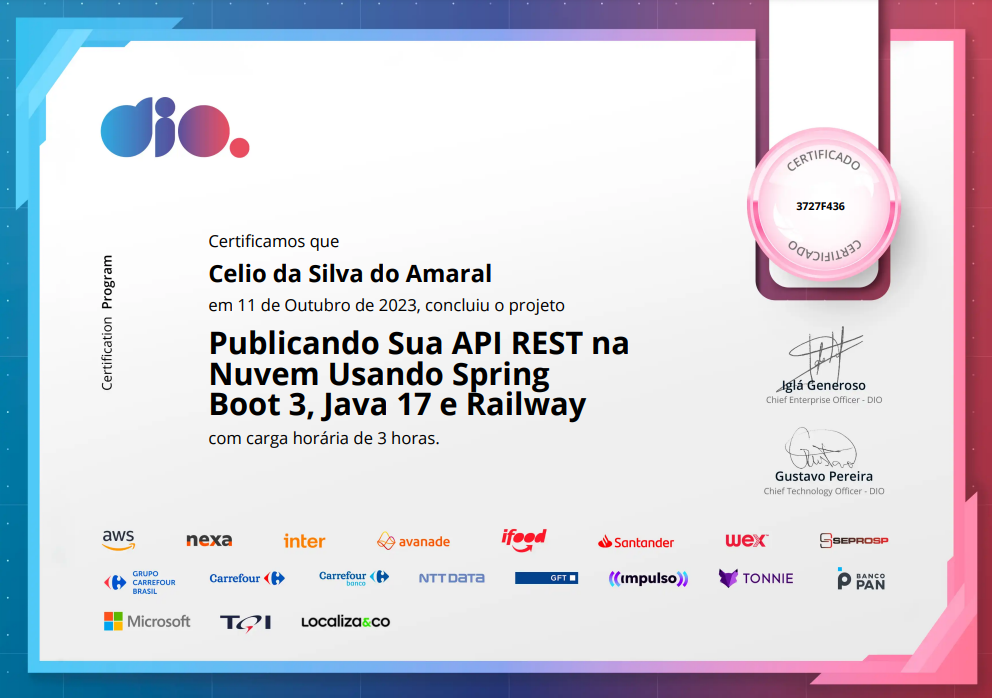 dio.
CERTIFICADO
3727F436
CERTIFICADO
Certification Program
Certificamos que
Celio da Silva do Amaral
em 11 de Outubro de 2023, concluiu o projeto
Publicando Sua API REST na
Nuvem Usando Spring
Boot 3, Java 17 e Railway
com carga horária de 3 horas.
Iglá Generoso
Chief Enterprise Officer - DIO
Gustavo Pereira
Chief Technology Officer - DIO
aws nexa inter avanade ifood Santander wex SEPROSP
GRUPO
CARREFOUR
BRASIL
Carrefour
Carrefour
banco
NTT DATA
GFT
impulso
TONNIE
BANCO
PAN
Microsoft TQI Localiza&co